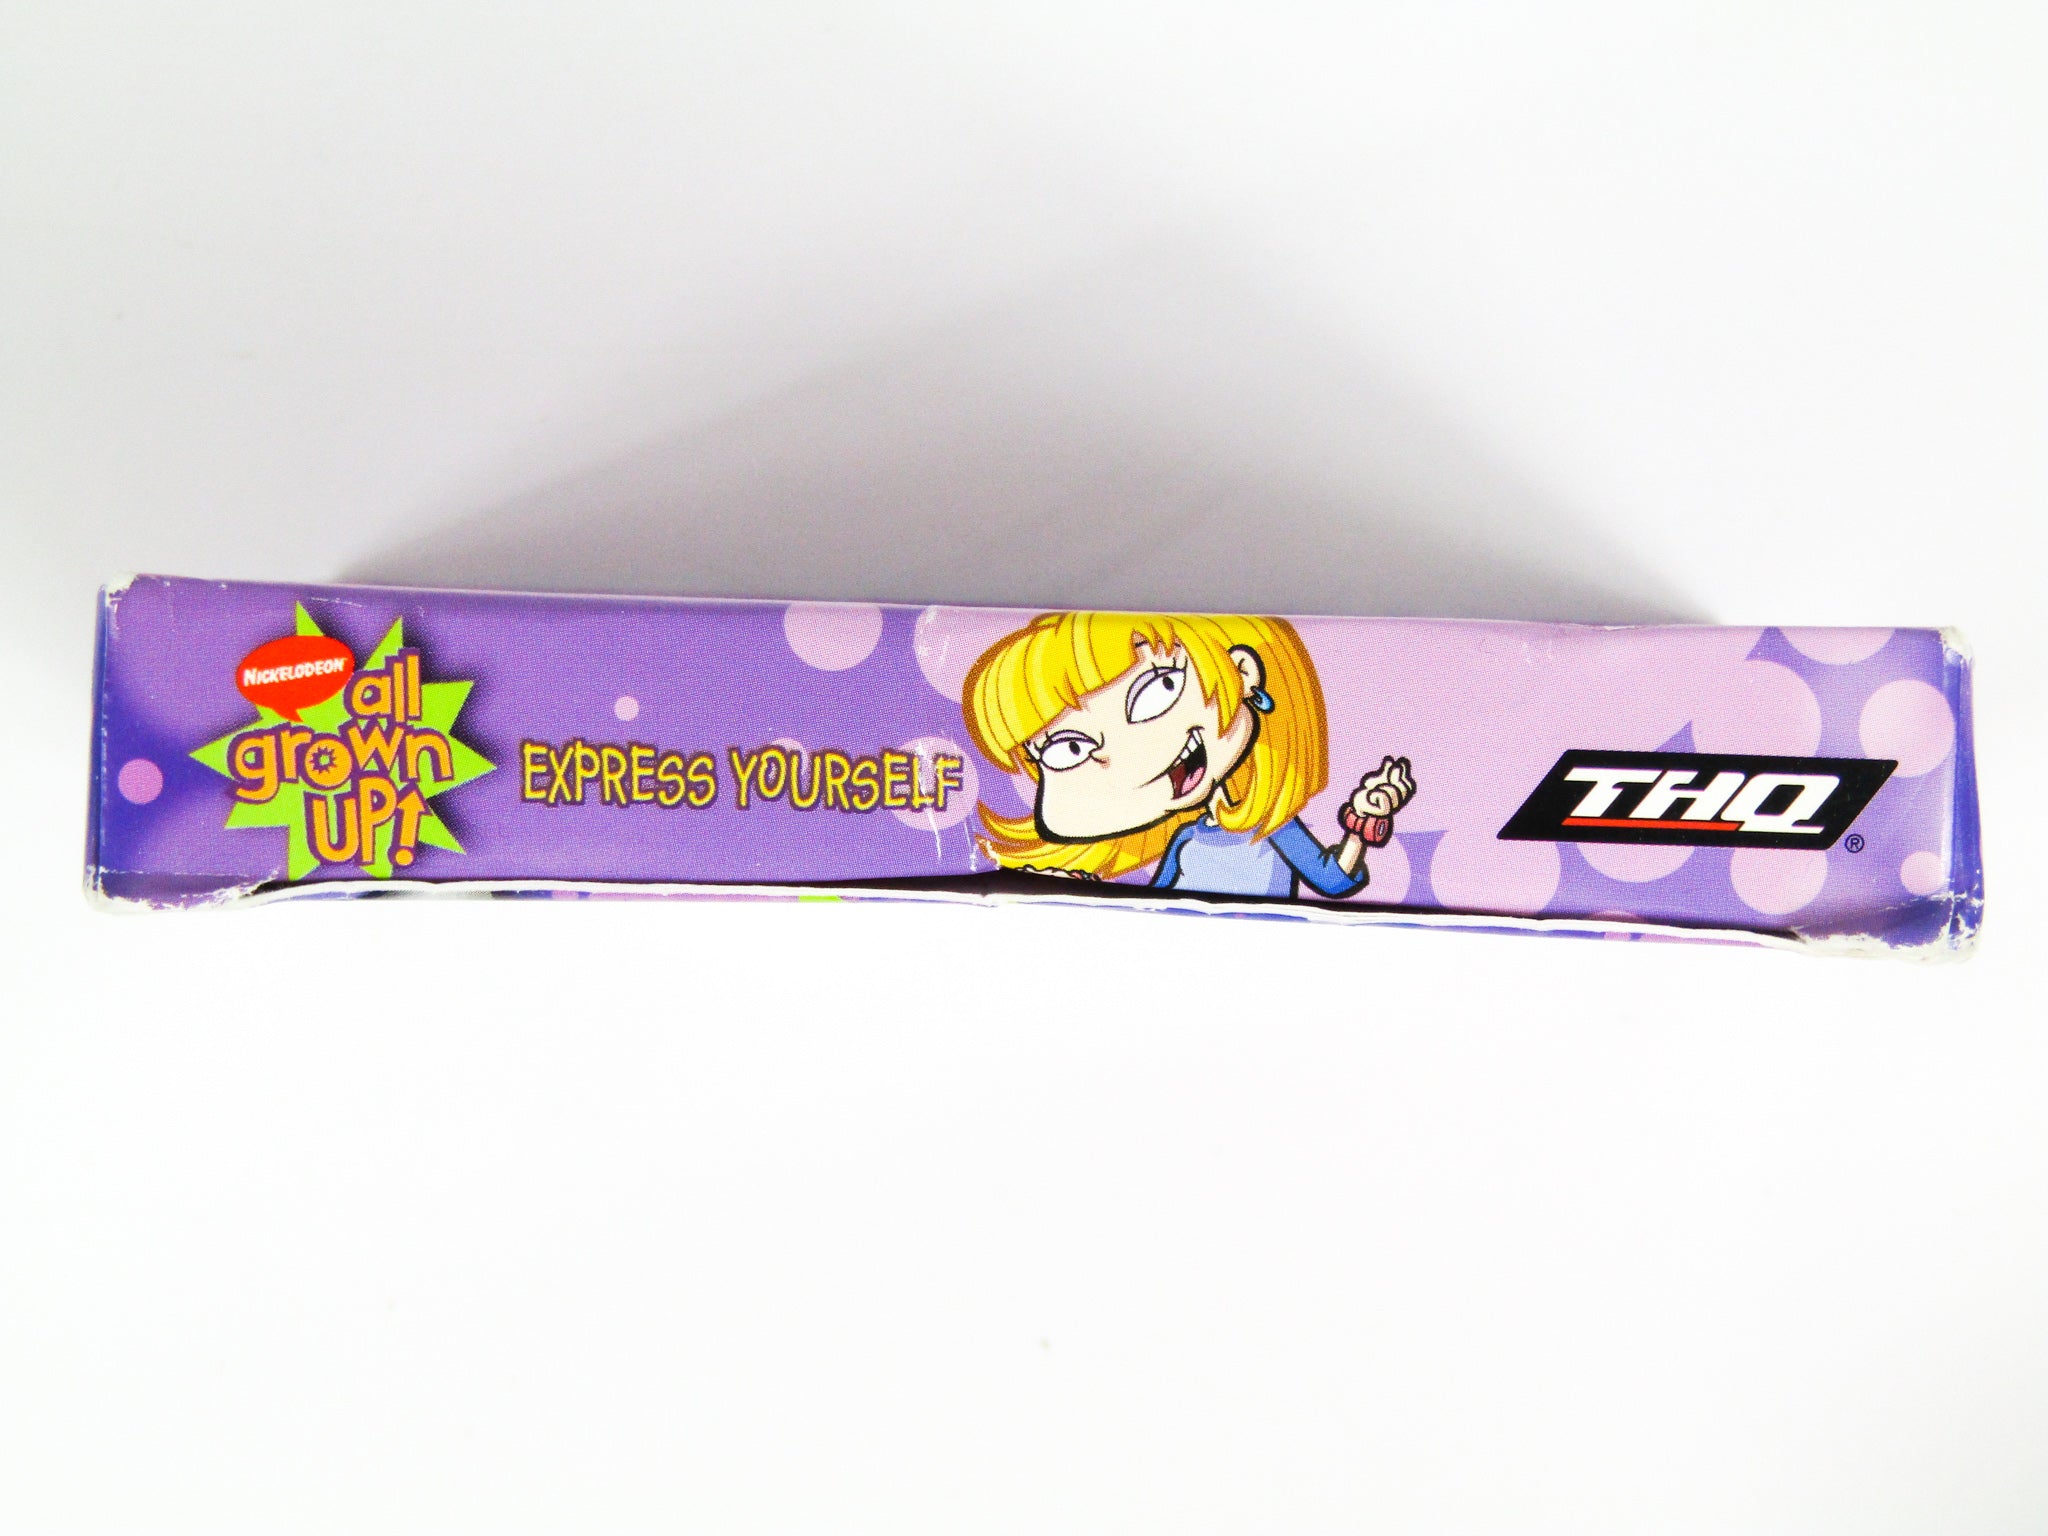 NICKELODEON
all
grown
UP!
EXPRESS YOURSELF
THQ
®